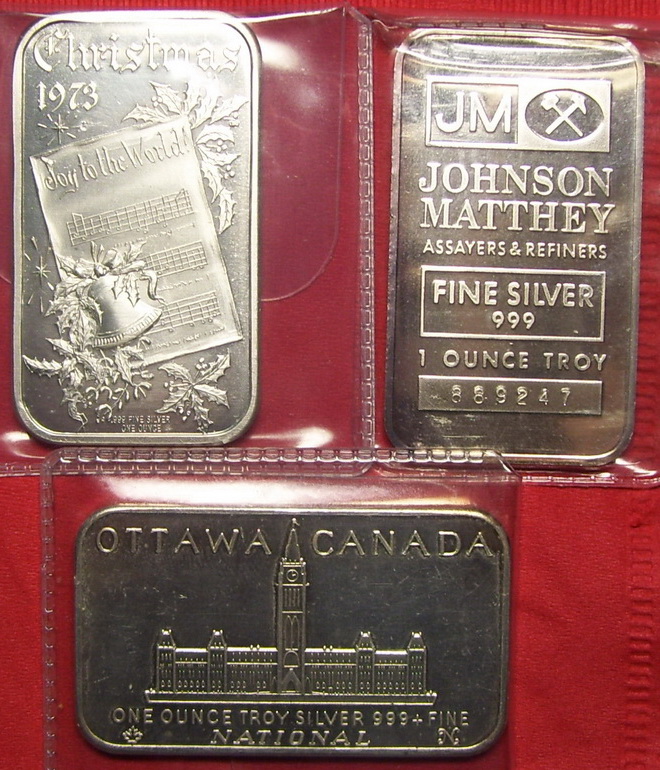 Christmas
1973
Joy to the World!
.999 FINE SILVER
ONE OUNCE
JM
JOHNSON
MATTHEY
ASSAYERS & REFINERS
FINE SILVER
999
1 OUNCE TROY
889247
OTTAWA CANADA
ONE OUNCE TROY SILVER 999+ FINE
NATIONAL